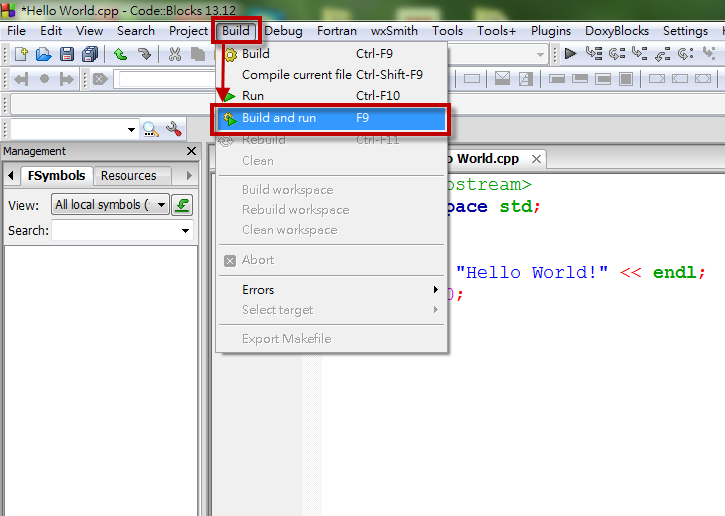 *Hello World.cpp - Code::Blocks 13.12
File Edit View Search Project Build Debug Fortran wxSmith Tools Tools+ Plugins DoxyBlocks Settings
Build Ctrl-F9
Compile current file Ctrl-Shift-F9
Run Ctrl-F10
Build and run F9
Rebuild Ctrl-F11
Clean
Build workspace
Rebuild workspace
Clean workspace
Abort
Errors
Select target
Export Makefile
Management
FSymbols Resources
View: All local symbols (
Search:
o World.cpp
ostream>
pace std;
"Hello World!" << endl;
0;